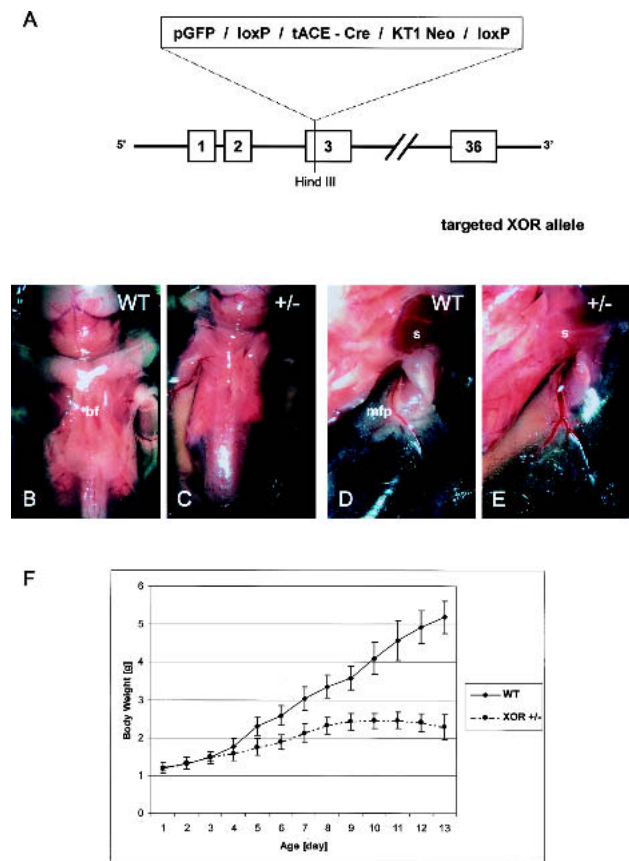 A
pGFP / loxP / tACE - Cre / KT1 Neo / loxP
5' 1 2 3 36 3'
Hind III
targeted XOR allele
WT +/- WT +/-
s s
bf mfp
B C D E
F
6
5
4
3
2
1
0
Body Weight [g]
1 2 3 4 5 6 7 8 9 10 11 12 13
Age [day]
WT
XOR +/-